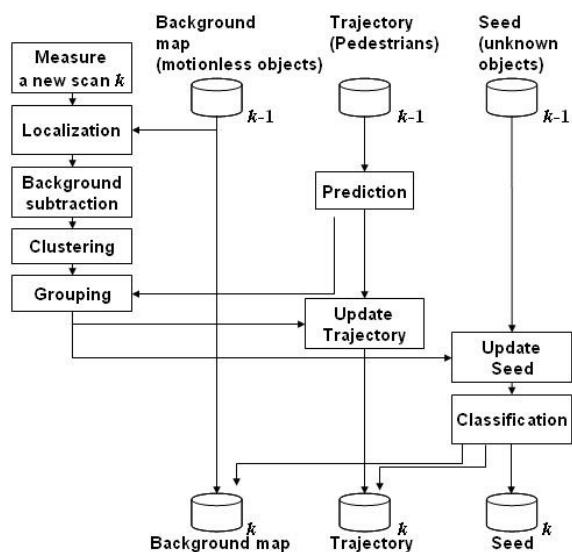 Background
map
(motionless objects)
Trajectory
(Pedestrians)
Seed
(unknown
objects)
Measure
a new scan k
k-1
k-1
k-1
Localization
Background
subtraction
Prediction
Clustering
Grouping
Update
Trajectory
Update
Seed
Classification
k
k
k
Background map
Trajectory
Seed